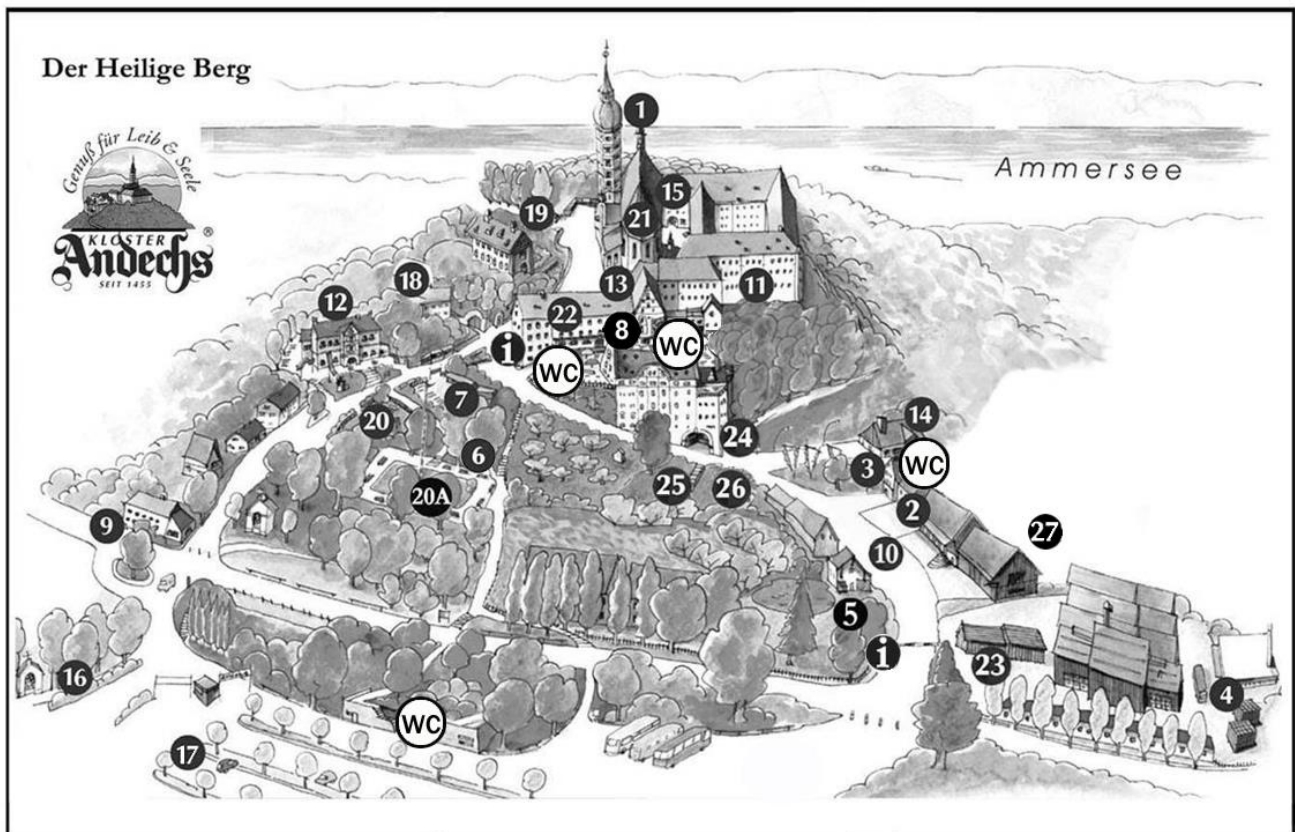 Der Heilige Berg
Genuß für Leib & Seele
KLOSTER
Andechs
®
SEIT 1455
Ammersee
1
15
19
21
18
13
11
12
22
8
WC
i
WC
7
20
14
24
6
3
WC
20A
25
26
2
9
10
27
5
i
23
16
4
WC
17